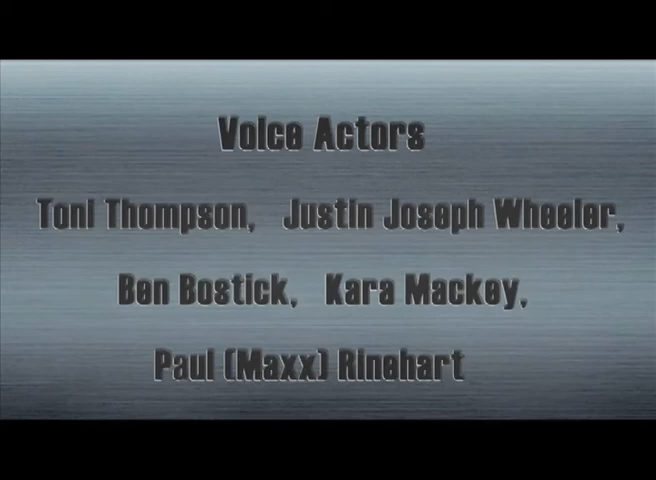 Voice Actors
Toni Thompson, Justin Joseph Wheeler,
Ben Bostick, Kara Mackey,
Paul (Maxx) Rinehart